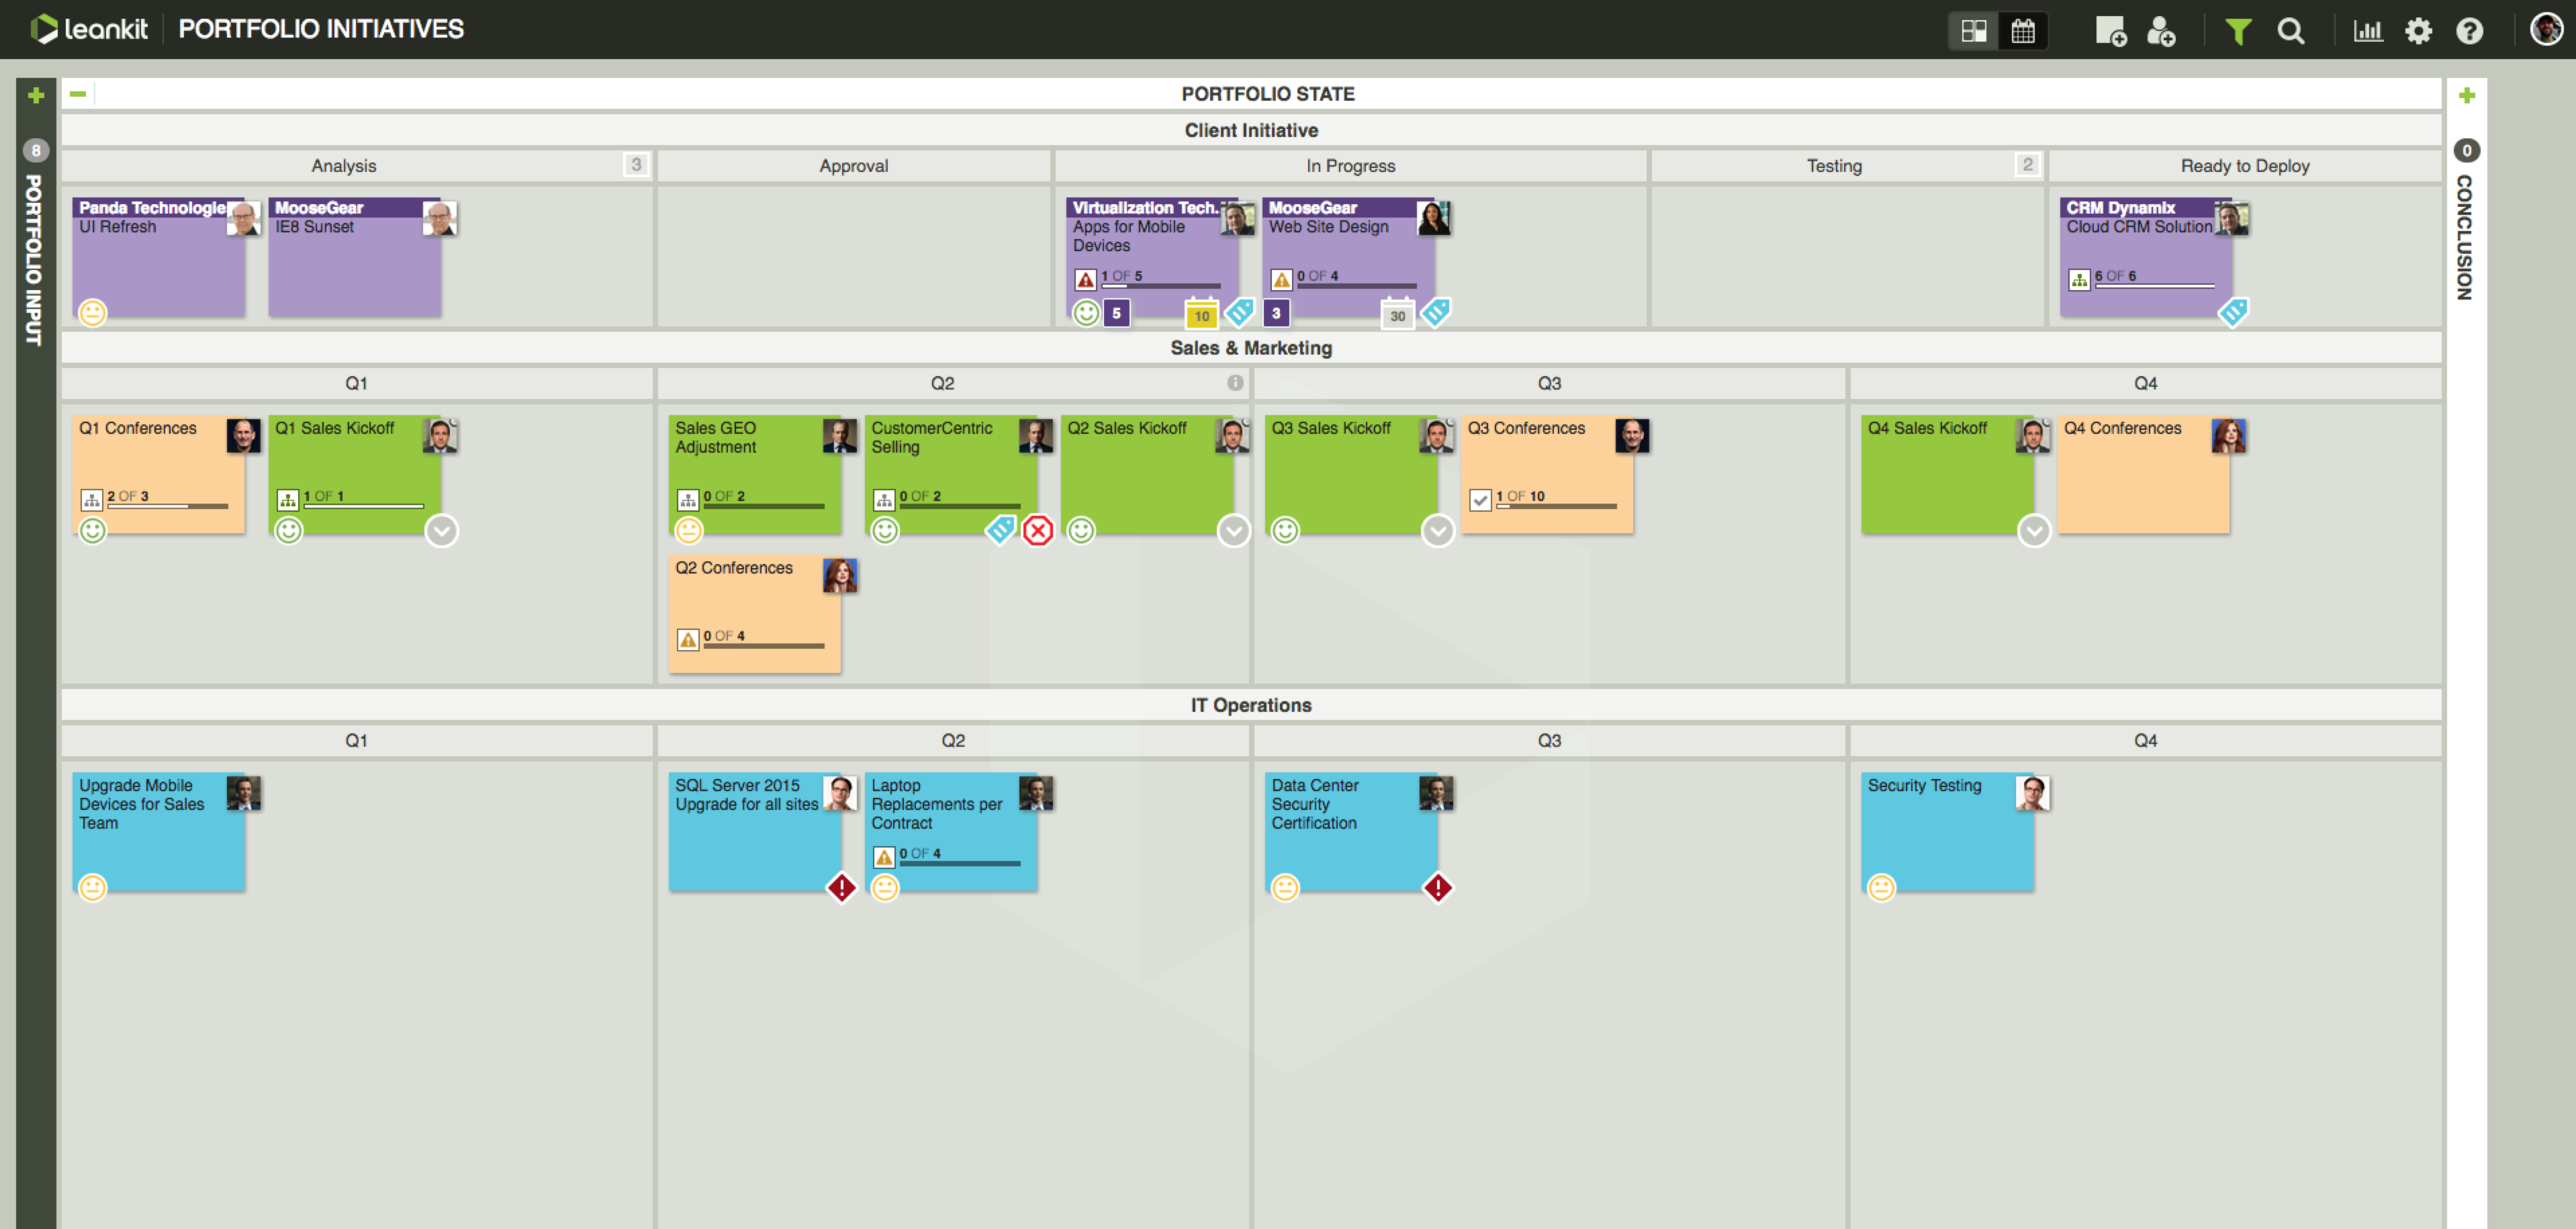 leankit PORTFOLIO INITIATIVES
PORTFOLIO STATE
8
PORTFOLIO INPUT
0
CONCLUSION
Client Initiative
Analysis 3
Approval
In Progress
Testing 2
Ready to Deploy
Panda Technologie
UI Refresh
MooseGear
IE8 Sunset
Virtualization Tech.
Apps for Mobile
Devices
1 OF 5
5
10
MooseGear
Web Site Design
0 OF 4
3
30
CRM Dynamix
Cloud CRM Solution
6 OF 6
Sales & Marketing
Q1
Q2
Q3
Q4
Q1 Conferences
2 OF 3
Q1 Sales Kickoff
1 OF 1
Sales GEO
Adjustment
0 OF 2
CustomerCentric
Selling
0 OF 2
Q2 Sales Kickoff
Q2 Conferences
0 OF 4
Q3 Sales Kickoff
Q3 Conferences
1 OF 10
Q4 Sales Kickoff
Q4 Conferences
IT Operations
Q1
Q2
Q3
Q4
Upgrade Mobile
Devices for Sales
Team
SQL Server 2015
Upgrade for all sites
Laptop
Replacements per
Contract
0 OF 4
Data Center
Security
Certification
Security Testing